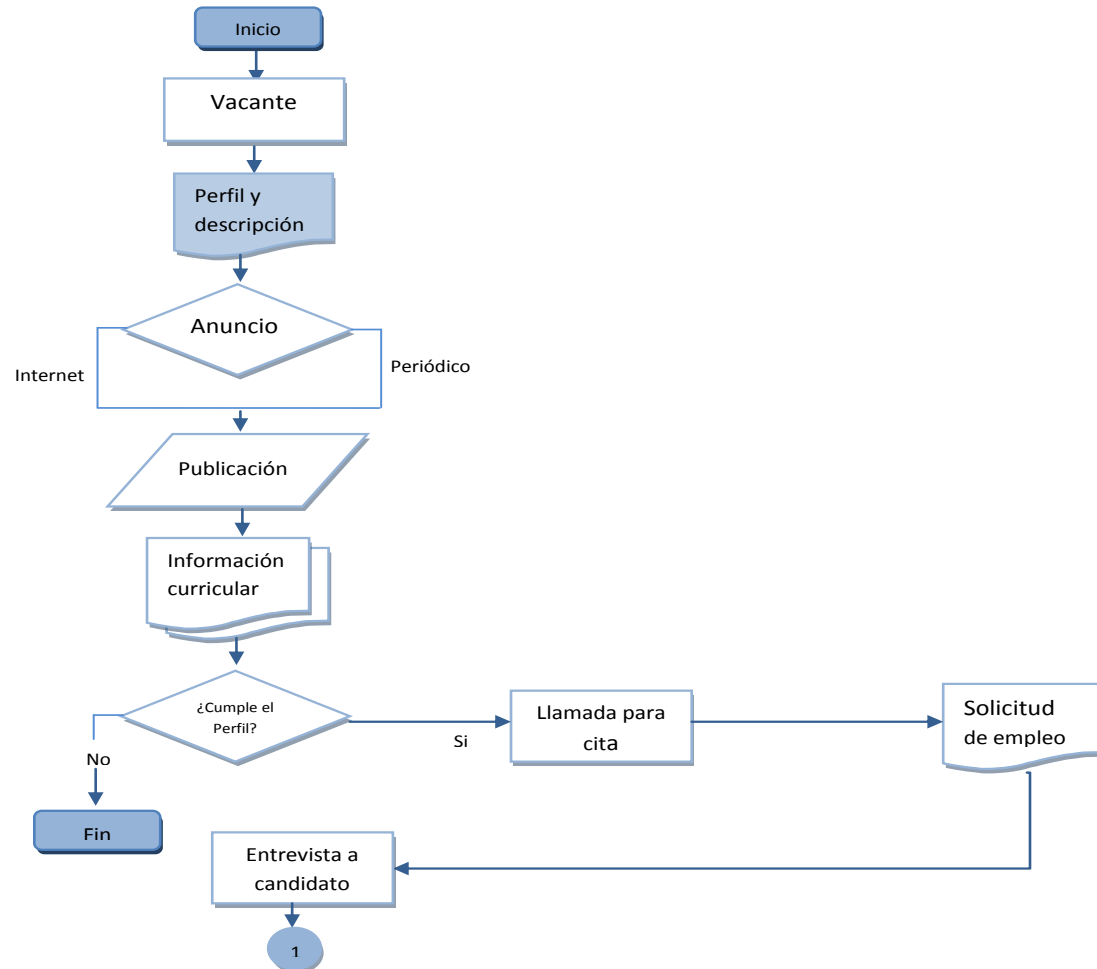 Inicio
Vacante
Perfil y
descripción
Anuncio
Internet
Periódico
Publicación
Información
curricular
¿Cumple el
Perfil?
No
Si
Llamada para
cita
Solicitud
de empleo
Fin
Entrevista a
candidato
1